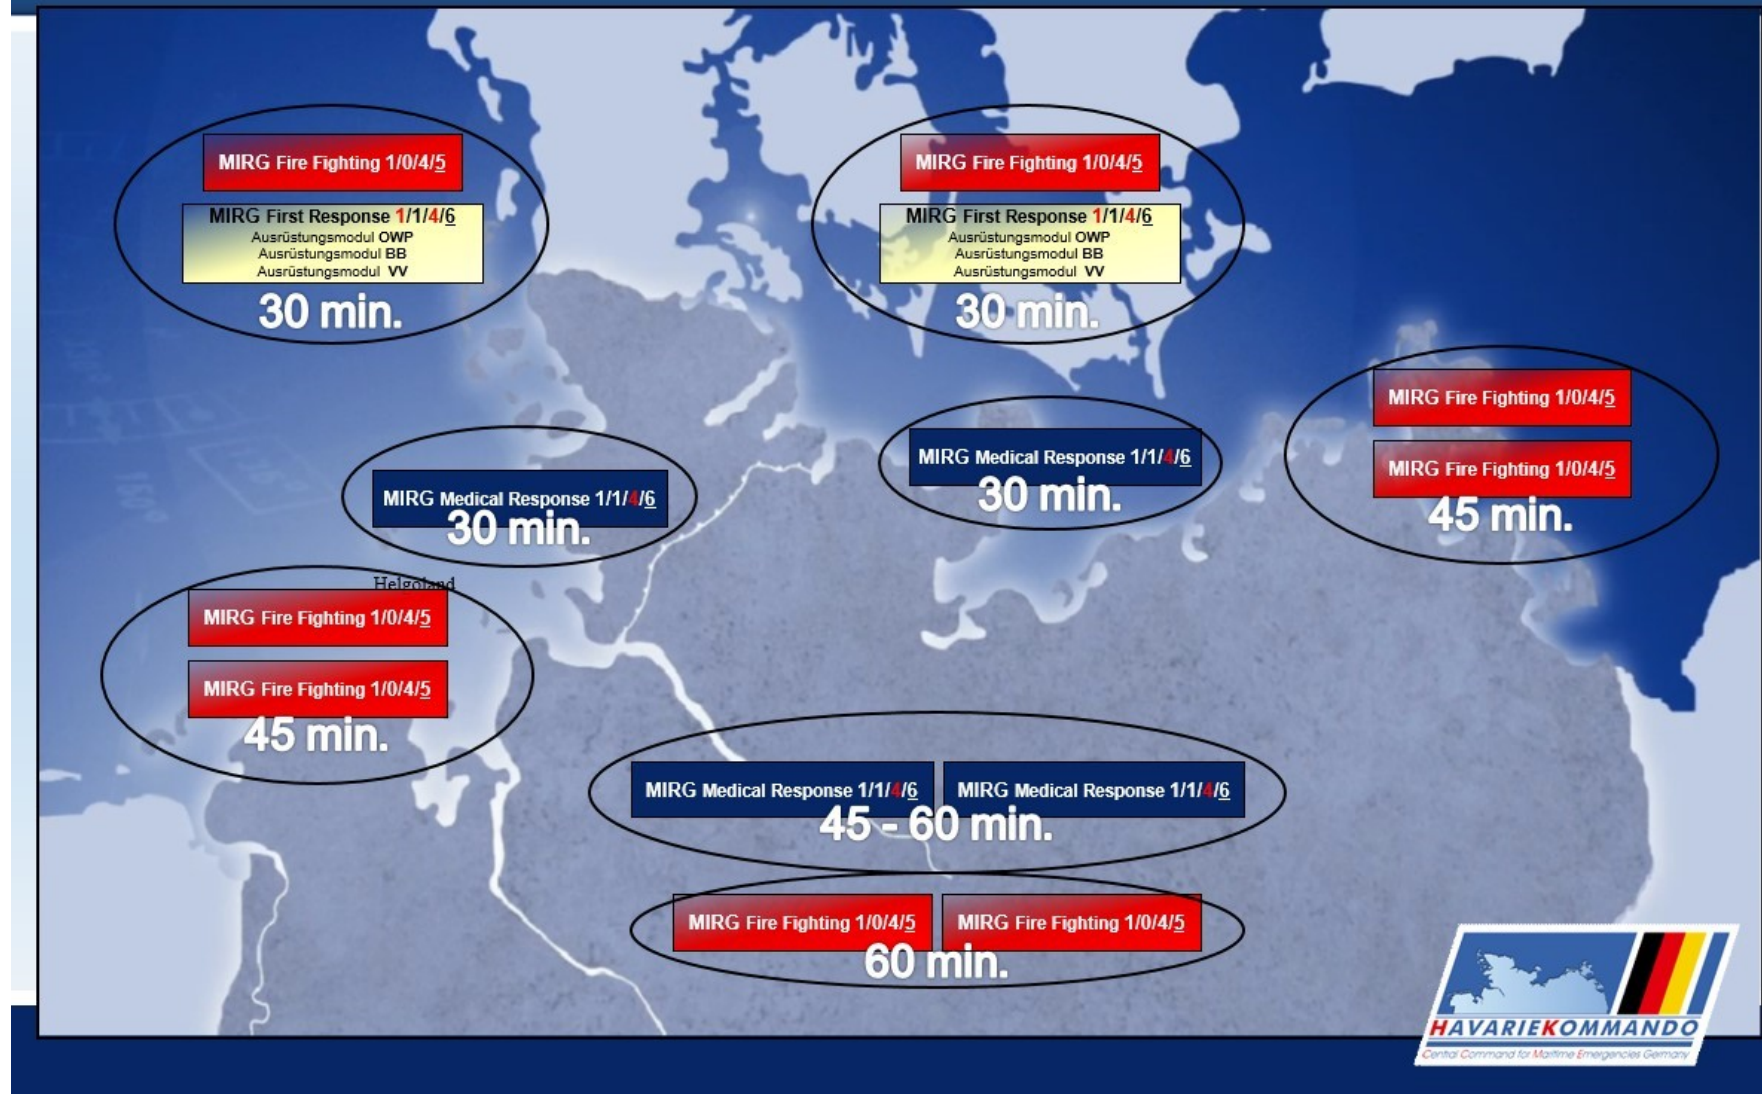 MIRG Fire Fighting 1/0/4/5
MIRG First Response 1/1/4/6
Ausrüstungsmodul OWP
Ausrüstungsmodul BB
Ausrüstungsmodul VV
30 min.
MIRG Fire Fighting 1/0/4/5
MIRG First Response 1/1/4/6
Ausrüstungsmodul OWP
Ausrüstungsmodul BB
Ausrüstungsmodul VV
30 min.
MIRG Fire Fighting 1/0/4/5
MIRG Fire Fighting 1/0/4/5
45 min.
MIRG Medical Response 1/1/4/6
30 min.
MIRG Medical Response 1/1/4/6
30 min.
Helgoland
MIRG Fire Fighting 1/0/4/5
MIRG Fire Fighting 1/0/4/5
45 min.
MIRG Medical Response 1/1/4/6
MIRG Medical Response 1/1/4/6
45 - 60 min.
MIRG Fire Fighting 1/0/4/5
MIRG Fire Fighting 1/0/4/5
60 min.
HAVARIEKOMMANDO
Central Command for Maritime Emergencies Germany